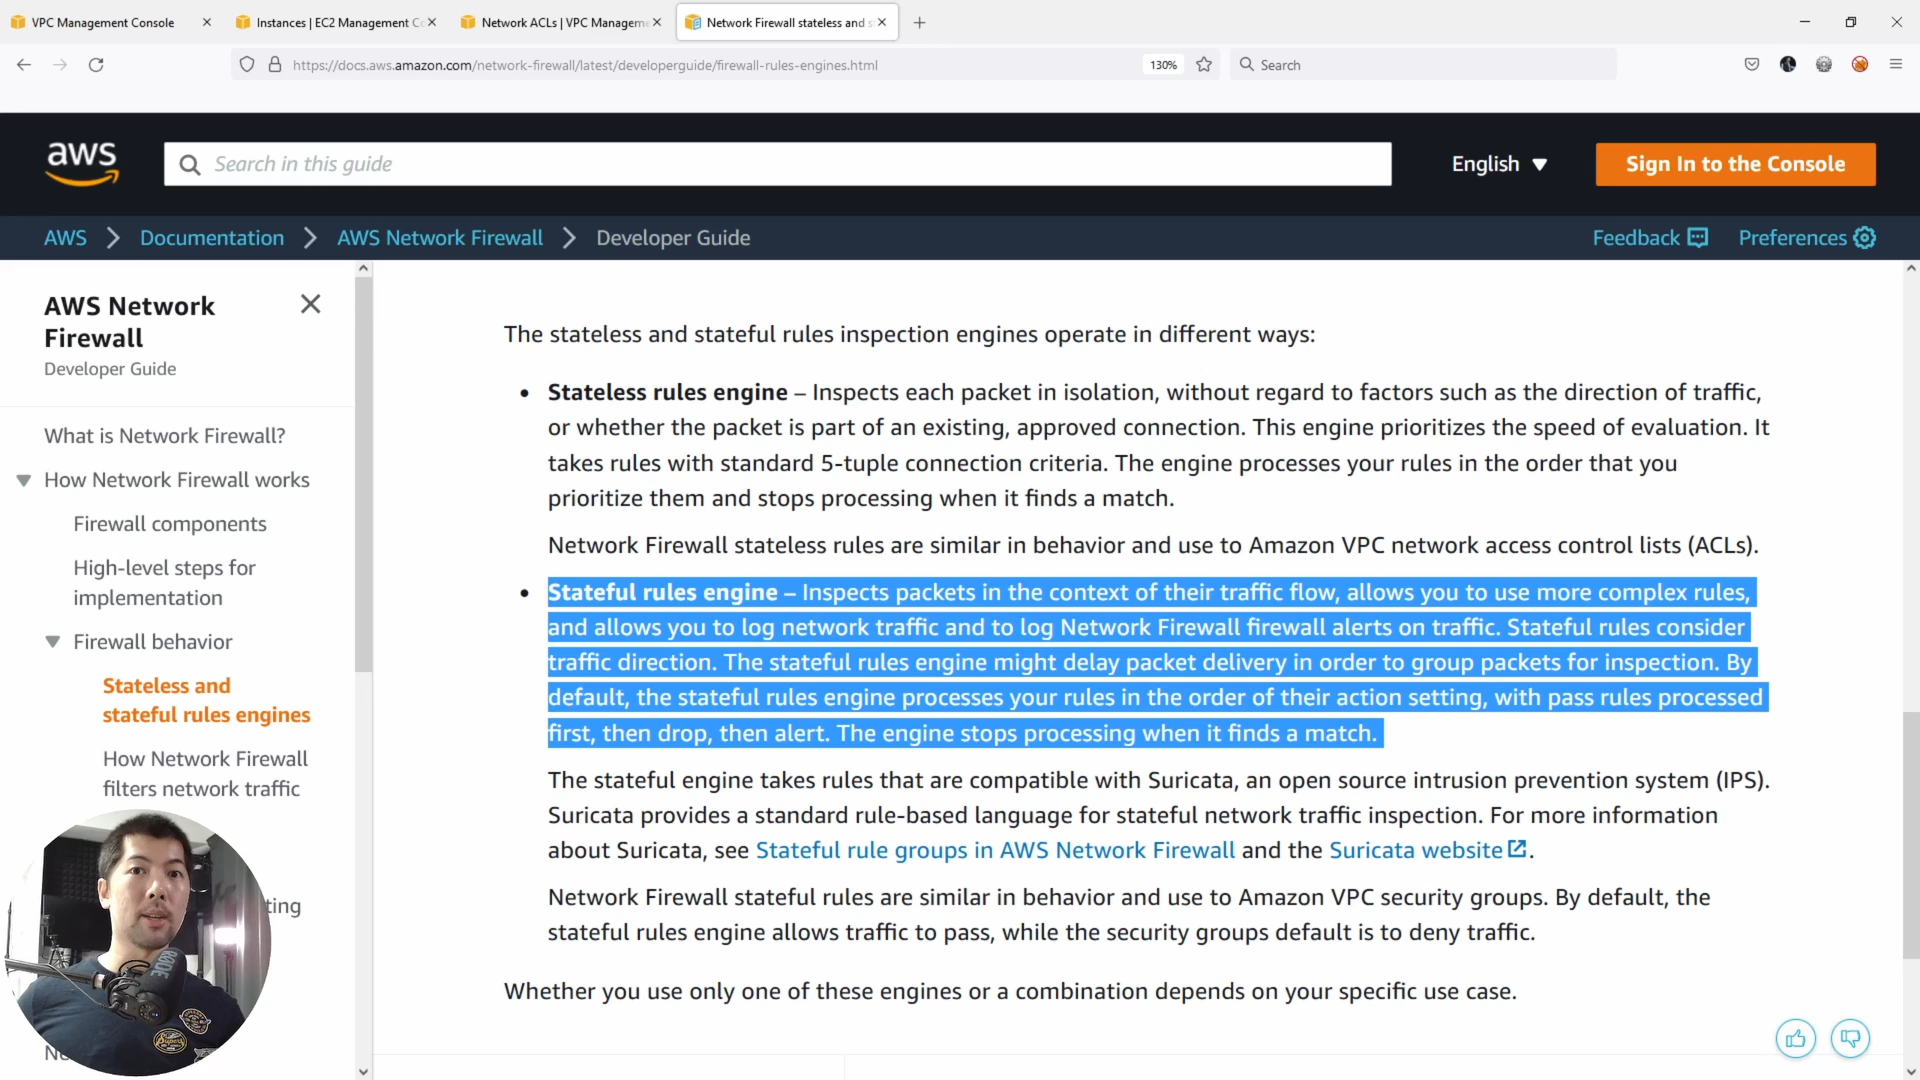 VPC Management Console
Instances | EC2 Management C
Network ACLs | VPC Manageme
Network Firewall stateless and s
https://docs.aws.amazon.com/network-firewall/latest/developerguide/firewall-rules-engines.html
130%
Search
aws
Search in this guide
English
Sign In to the Console
AWS
Documentation
AWS Network Firewall
Developer Guide
Feedback
Preferences
AWS Network
Firewall
Developer Guide
What is Network Firewall?
How Network Firewall works
Firewall components
High-level steps for
implementation
Firewall behavior
Stateless and
stateful rules engines
How Network Firewall
filters network traffic
ting
The stateless and stateful rules inspection engines operate in different ways:
• Stateless rules engine – Inspects each packet in isolation, without regard to factors such as the direction of traffic,
or whether the packet is part of an existing, approved connection. This engine prioritizes the speed of evaluation. It
takes rules with standard 5-tuple connection criteria. The engine processes your rules in the order that you
prioritize them and stops processing when it finds a match.
Network Firewall stateless rules are similar in behavior and use to Amazon VPC network access control lists (ACLs).
• Stateful rules engine – Inspects packets in the context of their traffic flow, allows you to use more complex rules,
and allows you to log network traffic and to log Network Firewall firewall alerts on traffic. Stateful rules consider
traffic direction. The stateful rules engine might delay packet delivery in order to group packets for inspection. By
default, the stateful rules engine processes your rules in the order of their action setting, with pass rules processed
first, then drop, then alert. The engine stops processing when it finds a match.
The stateful engine takes rules that are compatible with Suricata, an open source intrusion prevention system (IPS).
Suricata provides a standard rule-based language for stateful network traffic inspection. For more information
about Suricata, see Stateful rule groups in AWS Network Firewall and the Suricata website.
Network Firewall stateful rules are similar in behavior and use to Amazon VPC security groups. By default, the
stateful rules engine allows traffic to pass, while the security groups default is to deny traffic.
Whether you use only one of these engines or a combination depends on your specific use case.
RØDE